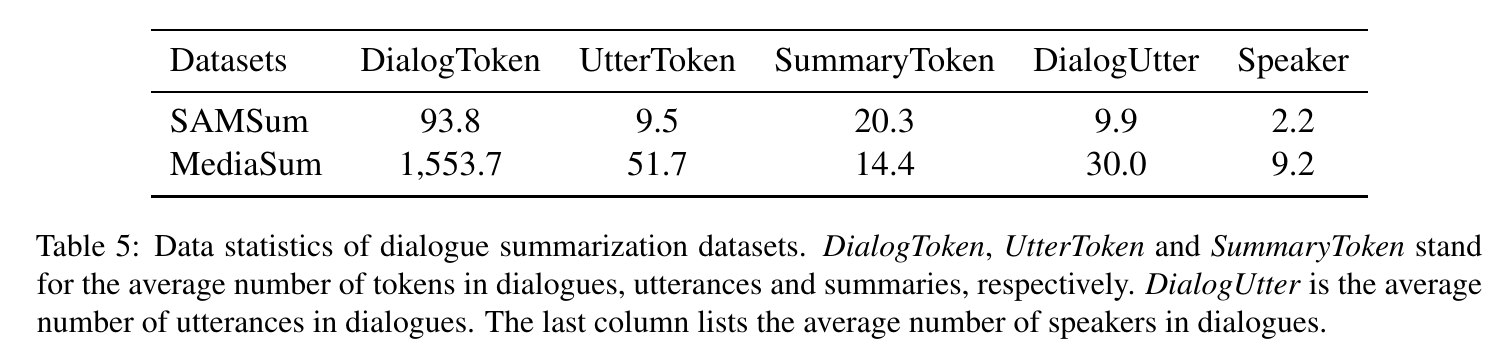 Datasets DialogToken UtterToken SummaryToken DialogUtter Speaker
SAMSum 93.8 9.5 20.3 9.9 2.2
MediaSum 1,553.7 51.7 14.4 30.0 9.2
Table 5: Data statistics of dialogue summarization datasets. DialogToken, UtterToken and SummaryToken stand
for the average number of tokens in dialogues, utterances and summaries, respectively. DialogUtter is the average
number of utterances in dialogues. The last column lists the average number of speakers in dialogues.